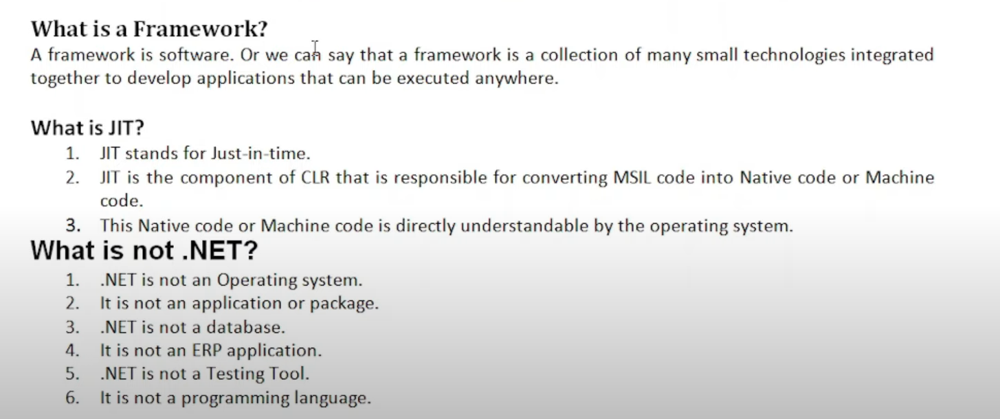 What is a Framework?
A framework is software. Or we can say that a framework is a collection of many small technologies integrated
together to develop applications that can be executed anywhere.
What is JIT?
1. JIT stands for Just-in-time.
2. JIT is the component of CLR that is responsible for converting MSIL code into Native code or Machine
code.
3. This Native code or Machine code is directly understandable by the operating system.
What is not .NET?
1. .NET is not an Operating system.
2. It is not an application or package.
3. .NET is not a database.
4. It is not an ERP application.
5. .NET is not a Testing Tool.
6. It is not a programming language.